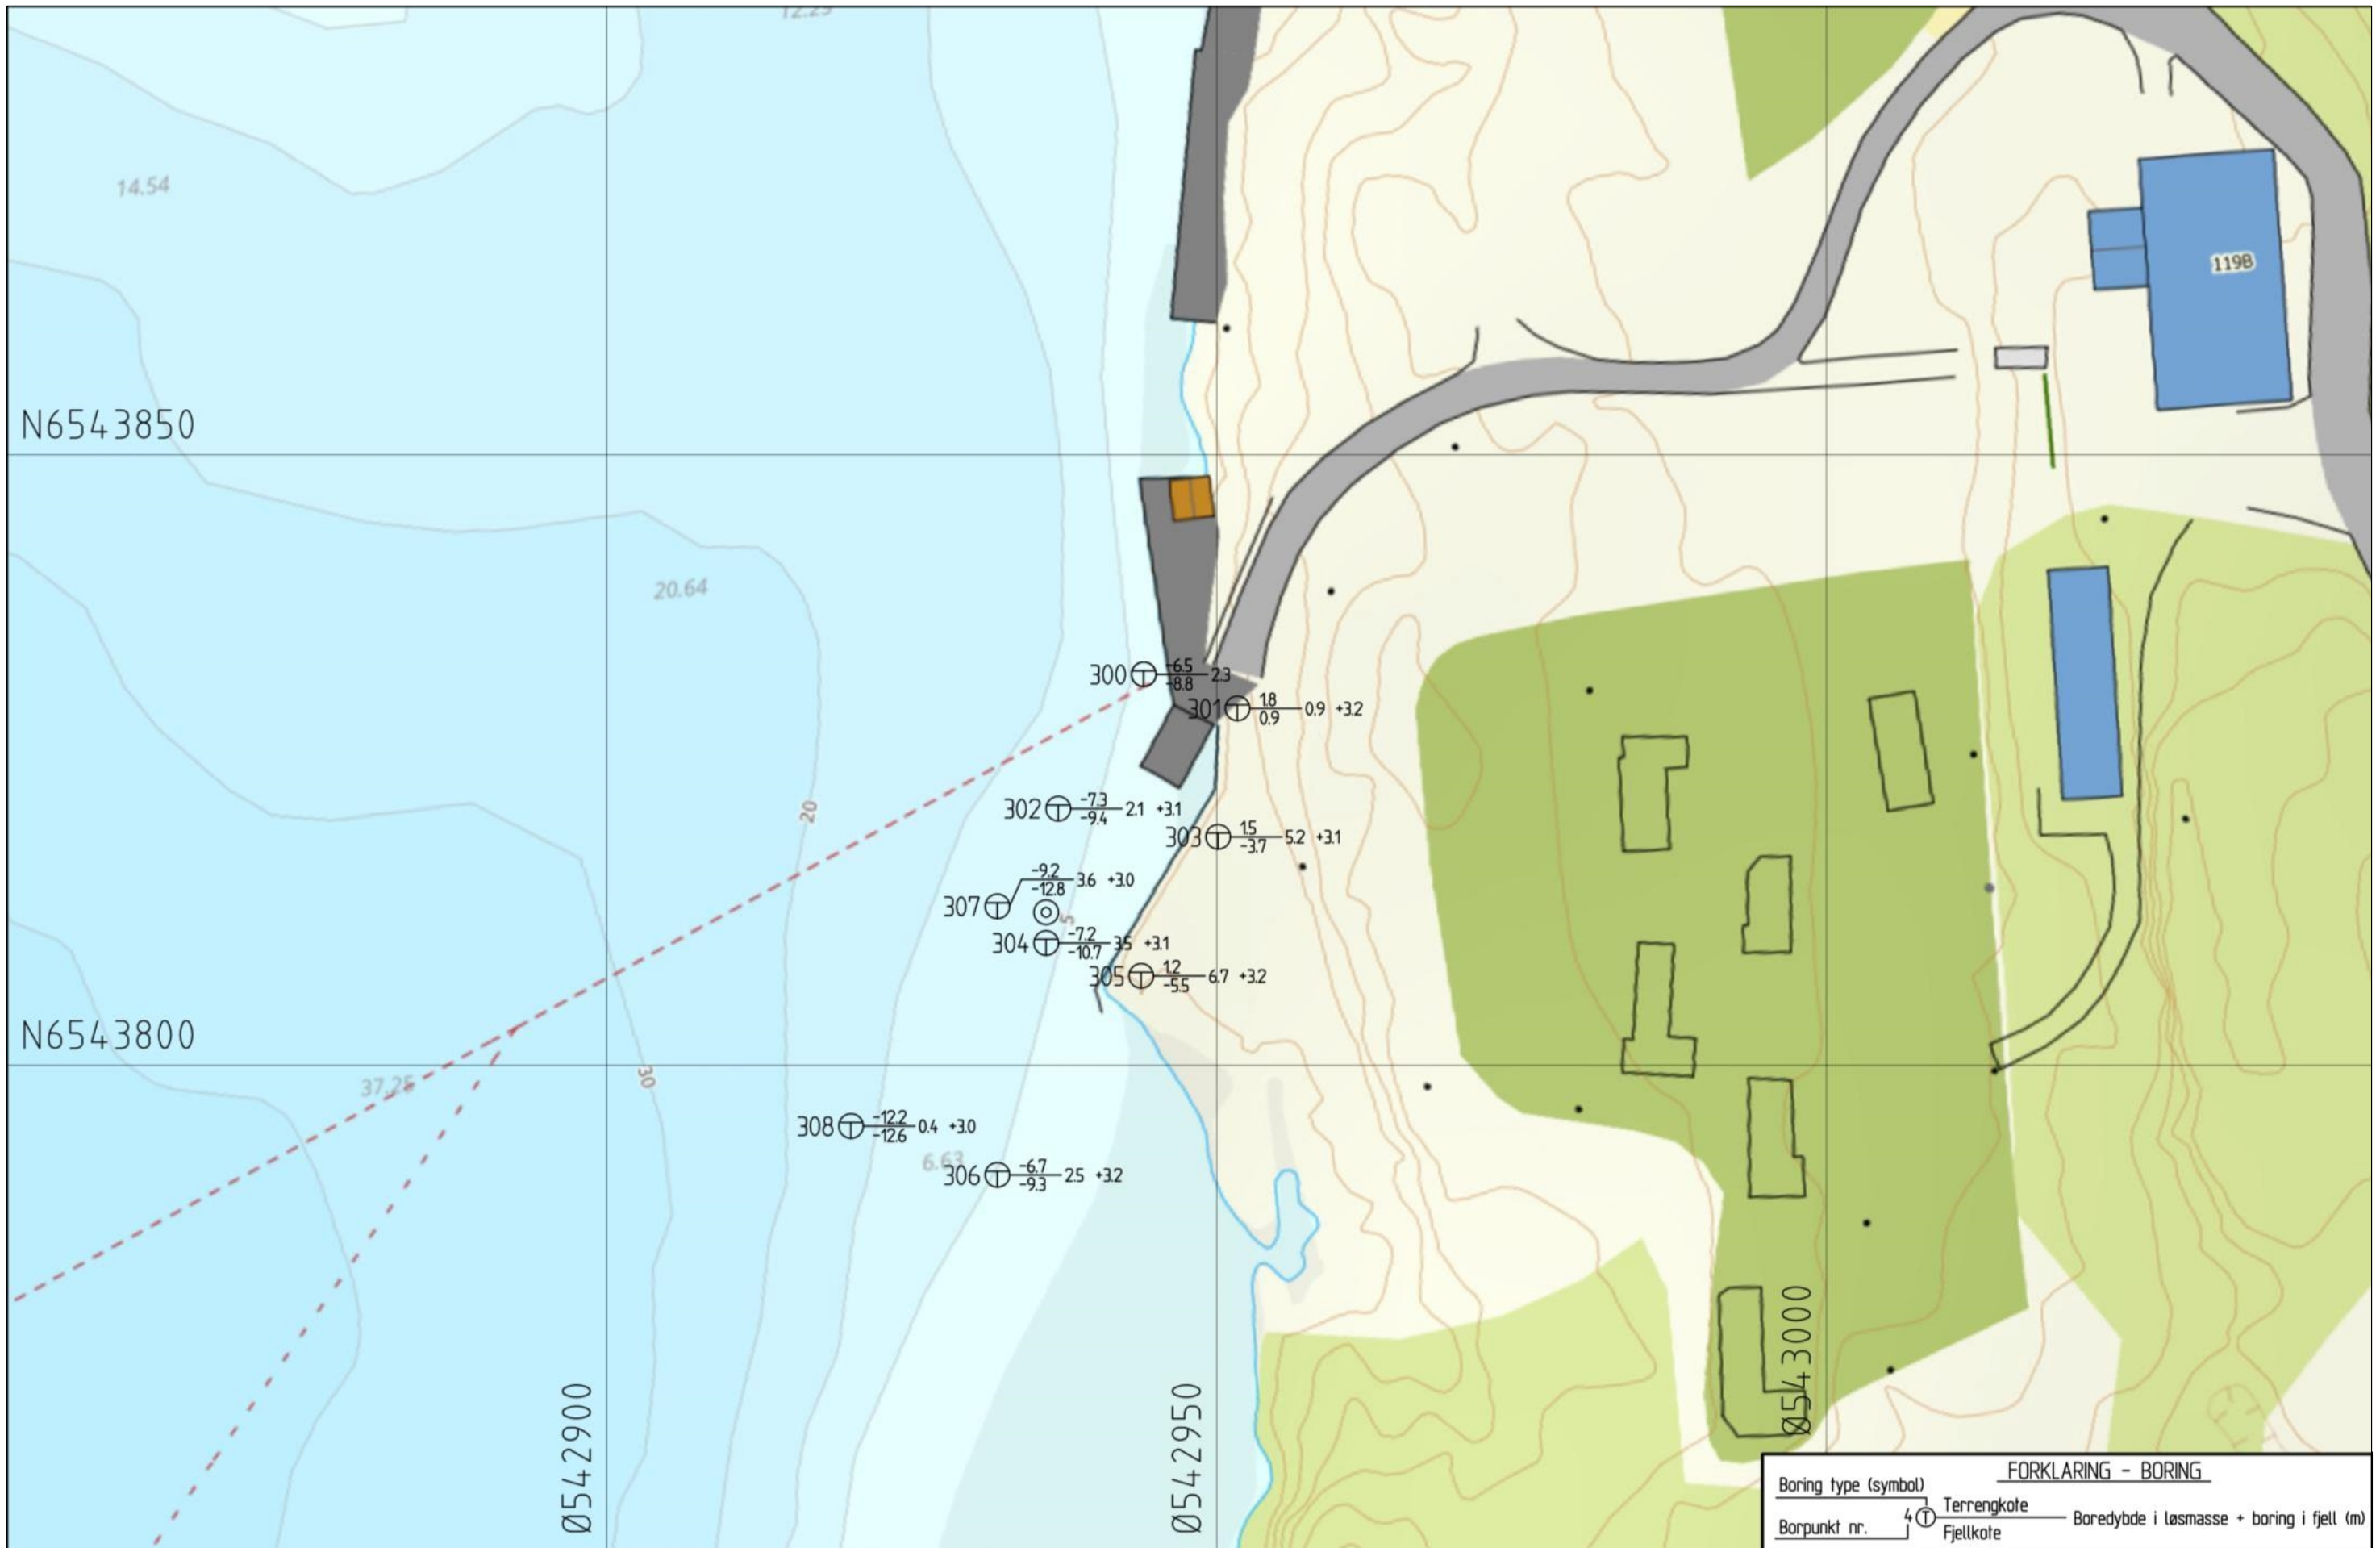 12.25
14.54
119B
N6543850
20.64
300 -6.5 2.3
-8.8
301 1.8 0.9 +3.2
0.9
20
302 -7.3 2.1 +3.1
-9.4
303 1.5 5.2 +3.1
-3.7
307 -9.2 3.6 +3.0
-12.8
5
304 -7.2 3.5 +3.1
-10.7
305 1.2 6.7 +3.2
-5.5
N6543800
37.25
30
308 -12.2 0.4 +3.0
-12.6
6.63
306 -6.7 2.5 +3.2
-9.3
Ø542900
Ø542950
Ø543000
FORKLARING - BORING
Boring type (symbol)
Borpunkt nr.
4 T
Terrengkote
Fjellkote
Boredybde i løsmasse + boring i fjell (m)